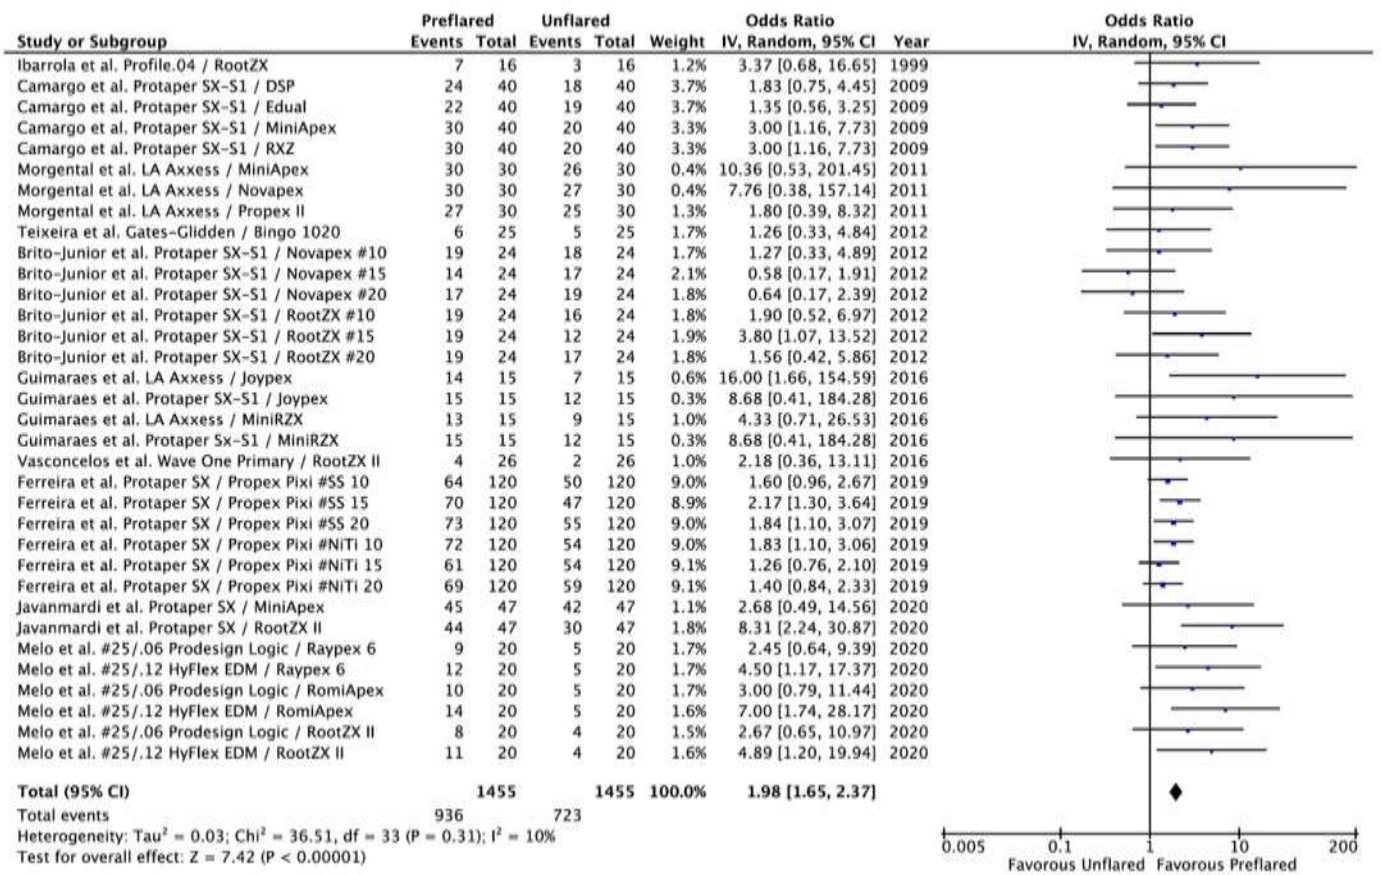 Preflared Unflared Odds Ratio Odds Ratio
Study or Subgroup Events Total Events Total Weight IV, Random, 95% CI Year IV, Random, 95% CI
Ibarrola et al. Profile.04 / RootZX 7 16 3 16 1.2% 3.37 [0.68, 16.65] 1999
Camargo et al. Protaper SX-S1 / DSP 24 40 18 40 3.7% 1.83 [0.75, 4.45] 2009
Camargo et al. Protaper SX-S1 / Edual 22 40 19 40 3.7% 1.35 [0.56, 3.25] 2009
Camargo et al. Protaper SX-S1 / MiniApex 30 40 20 40 3.3% 3.00 [1.16, 7.73] 2009
Camargo et al. Protaper SX-S1 / RXZ 30 40 20 40 3.3% 3.00 [1.16, 7.73] 2009
Morgental et al. LA Axxess / MiniApex 30 30 26 30 0.4% 10.36 [0.53, 201.45] 2011
Morgental et al. LA Axxess / Novapex 30 30 27 30 0.4% 7.76 [0.38, 157.14] 2011
Morgental et al. LA Axxess / Propex II 27 30 25 30 1.3% 1.80 [0.39, 8.32] 2011
Teixeira et al. Gates-Glidden / Bingo 1020 6 25 5 25 1.7% 1.26 [0.33, 4.84] 2012
Brito-Junior et al. Protaper SX-S1 / Novapex #10 19 24 18 24 1.7% 1.27 [0.33, 4.89] 2012
Brito-Junior et al. Protaper SX-S1 / Novapex #15 14 24 17 24 2.1% 0.58 [0.17, 1.91] 2012
Brito-Junior et al. Protaper SX-S1 / Novapex #20 17 24 19 24 1.8% 0.64 [0.17, 2.39] 2012
Brito-Junior et al. Protaper SX-S1 / RootZX #10 19 24 16 24 1.8% 1.90 [0.52, 6.97] 2012
Brito-Junior et al. Protaper SX-S1 / RootZX #15 19 24 12 24 1.9% 3.80 [1.07, 13.52] 2012
Brito-Junior et al. Protaper SX-S1 / RootZX #20 19 24 17 24 1.8% 1.56 [0.42, 5.86] 2012
Guimaraes et al. LA Axxess / Joypex 14 15 7 15 0.6% 16.00 [1.66, 154.59] 2016
Guimaraes et al. Protaper SX-S1 / Joypex 15 15 12 15 0.3% 8.68 [0.41, 184.28] 2016
Guimaraes et al. LA Axxess / MiniRZX 13 15 9 15 1.0% 4.33 [0.71, 26.53] 2016
Guimaraes et al. Protaper Sx-S1 / MiniRZX 15 15 12 15 0.3% 8.68 [0.41, 184.28] 2016
Vasconcelos et al. Wave One Primary / RootZX II 4 26 2 26 1.0% 2.18 [0.36, 13.11] 2016
Ferreira et al. Protaper SX / Propex Pixi #SS 10 64 120 50 120 9.0% 1.60 [0.96, 2.67] 2019
Ferreira et al. Protaper SX / Propex Pixi #SS 15 70 120 47 120 8.9% 2.17 [1.30, 3.64] 2019
Ferreira et al. Protaper SX / Propex Pixi #SS 20 73 120 55 120 9.0% 1.84 [1.10, 3.07] 2019
Ferreira et al. Protaper SX / Propex Pixi #NiTi 10 72 120 54 120 9.0% 1.83 [1.10, 3.06] 2019
Ferreira et al. Protaper SX / Propex Pixi #NiTi 15 61 120 54 120 9.1% 1.26 [0.76, 2.10] 2019
Ferreira et al. Protaper SX / Propex Pixi #NiTi 20 69 120 59 120 9.1% 1.40 [0.84, 2.33] 2019
Javanmardi et al. Protaper SX / MiniApex 45 47 42 47 1.1% 2.68 [0.49, 14.56] 2020
Javanmardi et al. Protaper SX / RootZX II 44 47 30 47 1.8% 8.31 [2.24, 30.87] 2020
Melo et al. #25/.06 Prodesign Logic / Raypex 6 9 20 5 20 1.7% 2.45 [0.64, 9.39] 2020
Melo et al. #25/.12 HyFlex EDM / Raypex 6 12 20 5 20 1.7% 4.50 [1.17, 17.37] 2020
Melo et al. #25/.06 Prodesign Logic / RomiApex 10 20 5 20 1.7% 3.00 [0.79, 11.44] 2020
Melo et al. #25/.12 HyFlex EDM / RomiApex 14 20 5 20 1.6% 7.00 [1.74, 28.17] 2020
Melo et al. #25/.06 Prodesign Logic / RootZX II 8 20 4 20 1.5% 2.67 [0.65, 10.97] 2020
Melo et al. #25/.12 HyFlex EDM / RootZX II 11 20 4 20 1.5% 4.89 [1.20, 19.94] 2020
Total (95% CI) 1455 1455 100.0% 1.98 [1.65, 2.37]
Total events 936 723
Heterogeneity: Tau² = 0.03; Chi² = 36.51, df = 33 (P = 0.31); I² = 10%
Test for overall effect: Z = 7.42 (P < 0.00001)
0.005 0.1 1 10 200
Favorous Unflared Favorous Preflared